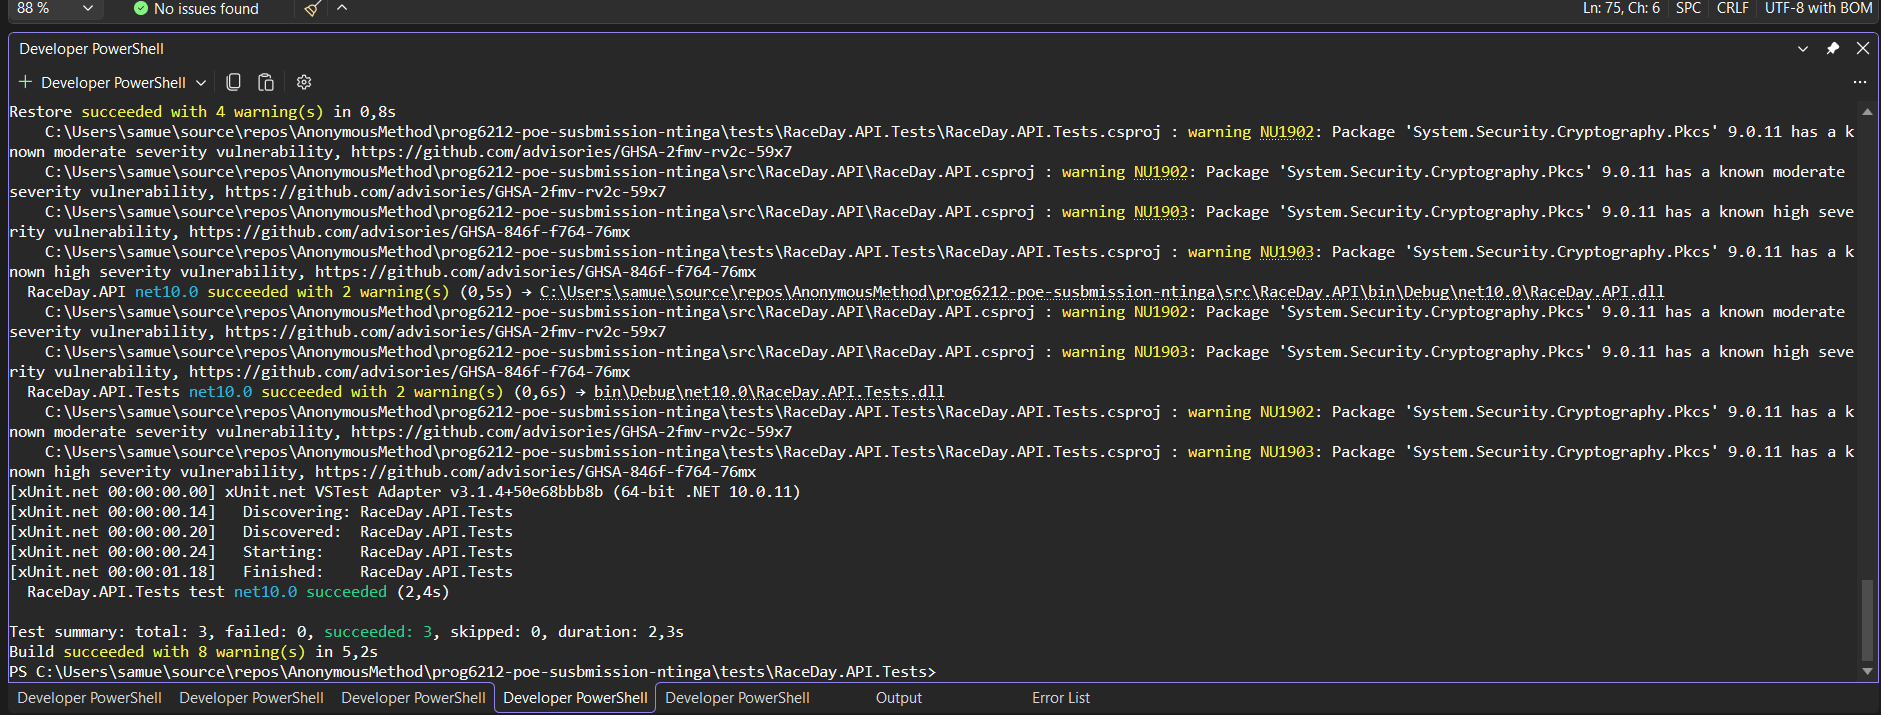 88 %
No issues found
Ln: 75, Ch: 6 SPC CRLF UTF-8 with BOM
Developer PowerShell
+ Developer PowerShell
Restore succeeded with 4 warning(s) in 0,8s
C:\Users\samue\source\repos\AnonymousMethod\prog6212-poe-susbmission-ntinga\tests\RaceDay.API.Tests\RaceDay.API.Tests.csproj : warning NU1902: Package 'System.Security.Cryptography.Pkcs' 9.0.11 has a k
nown moderate severity vulnerability, https://github.com/advisories/GHSA-2fmv-rv2c-59x7
C:\Users\samue\source\repos\AnonymousMethod\prog6212-poe-susbmission-ntinga\src\RaceDay.API\RaceDay.API.csproj : warning NU1902: Package 'System.Security.Cryptography.Pkcs' 9.0.11 has a known moderate
severity vulnerability, https://github.com/advisories/GHSA-2fmv-rv2c-59x7
C:\Users\samue\source\repos\AnonymousMethod\prog6212-poe-susbmission-ntinga\src\RaceDay.API\RaceDay.API.csproj : warning NU1903: Package 'System.Security.Cryptography.Pkcs' 9.0.11 has a known high seve
rity vulnerability, https://github.com/advisories/GHSA-846f-f764-76mx
C:\Users\samue\source\repos\AnonymousMethod\prog6212-poe-susbmission-ntinga\tests\RaceDay.API.Tests\RaceDay.API.Tests.csproj : warning NU1903: Package 'System.Security.Cryptography.Pkcs' 9.0.11 has a k
nown high severity vulnerability, https://github.com/advisories/GHSA-846f-f764-76mx
RaceDay.API net10.0 succeeded with 2 warning(s) (0,5s) → C:\Users\samue\source\repos\AnonymousMethod\prog6212-poe-susbmission-ntinga\src\RaceDay.API\bin\Debug\net10.0\RaceDay.API.dll
C:\Users\samue\source\repos\AnonymousMethod\prog6212-poe-susbmission-ntinga\src\RaceDay.API\RaceDay.API.csproj : warning NU1902: Package 'System.Security.Cryptography.Pkcs' 9.0.11 has a known moderate
severity vulnerability, https://github.com/advisories/GHSA-2fmv-rv2c-59x7
C:\Users\samue\source\repos\AnonymousMethod\prog6212-poe-susbmission-ntinga\src\RaceDay.API\RaceDay.API.csproj : warning NU1903: Package 'System.Security.Cryptography.Pkcs' 9.0.11 has a known high seve
rity vulnerability, https://github.com/advisories/GHSA-846f-f764-76mx
RaceDay.API.Tests net10.0 succeeded with 2 warning(s) (0,6s) → bin\Debug\net10.0\RaceDay.API.Tests.dll
C:\Users\samue\source\repos\AnonymousMethod\prog6212-poe-susbmission-ntinga\tests\RaceDay.API.Tests\RaceDay.API.Tests.csproj : warning NU1902: Package 'System.Security.Cryptography.Pkcs' 9.0.11 has a k
nown moderate severity vulnerability, https://github.com/advisories/GHSA-2fmv-rv2c-59x7
C:\Users\samue\source\repos\AnonymousMethod\prog6212-poe-susbmission-ntinga\tests\RaceDay.API.Tests\RaceDay.API.Tests.csproj : warning NU1903: Package 'System.Security.Cryptography.Pkcs' 9.0.11 has a k
nown high severity vulnerability, https://github.com/advisories/GHSA-846f-f764-76mx
[xUnit.net 00:00:00.00] xUnit.net VSTest Adapter v3.1.4+50e68bbb8b (64-bit .NET 10.0.11)
[xUnit.net 00:00:00.14]   Discovering: RaceDay.API.Tests
[xUnit.net 00:00:00.20]   Discovered:  RaceDay.API.Tests
[xUnit.net 00:00:00.24]   Starting:    RaceDay.API.Tests
[xUnit.net 00:00:01.18]   Finished:    RaceDay.API.Tests
RaceDay.API.Tests test net10.0 succeeded (2,4s)
Test summary: total: 3, failed: 0, succeeded: 3, skipped: 0, duration: 2,3s
Build succeeded with 8 warning(s) in 5,2s
PS C:\Users\samue\source\repos\AnonymousMethod\prog6212-poe-susbmission-ntinga\tests\RaceDay.API.Tests>
Developer PowerShell Developer PowerShell Developer PowerShell Developer PowerShell Developer PowerShell Output Error List